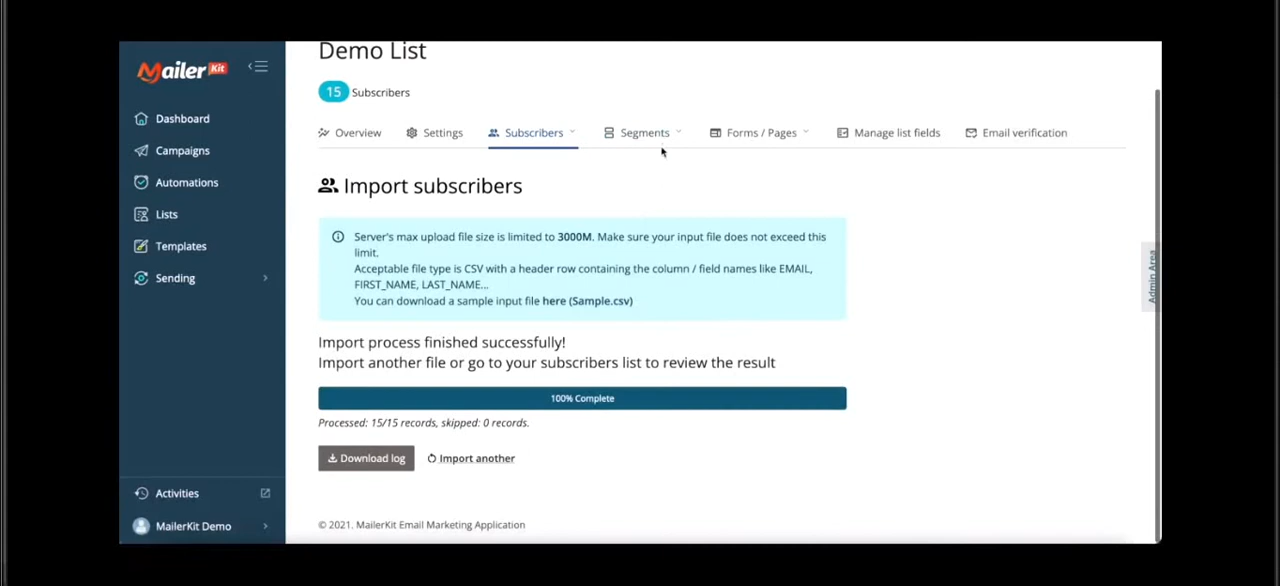 Mailer Kit
Dashboard
Campaigns
Automations
Lists
Templates
Sending
Activities
MailerKit Demo
Demo List
15 Subscribers
Overview Settings Subscribers Segments Forms / Pages Manage list fields Email verification
Import subscribers
Server's max upload file size is limited to 3000M. Make sure your input file does not exceed this
limit.
Acceptable file type is CSV with a header row containing the column / field names like EMAIL,
FIRST_NAME, LAST_NAME...
You can download a sample input file here (Sample.csv)
Import process finished successfully!
Import another file or go to your subscribers list to review the result
100% Complete
Processed: 15/15 records, skipped: 0 records.
Download log Import another
© 2021. MailerKit Email Marketing Application
Admin Area